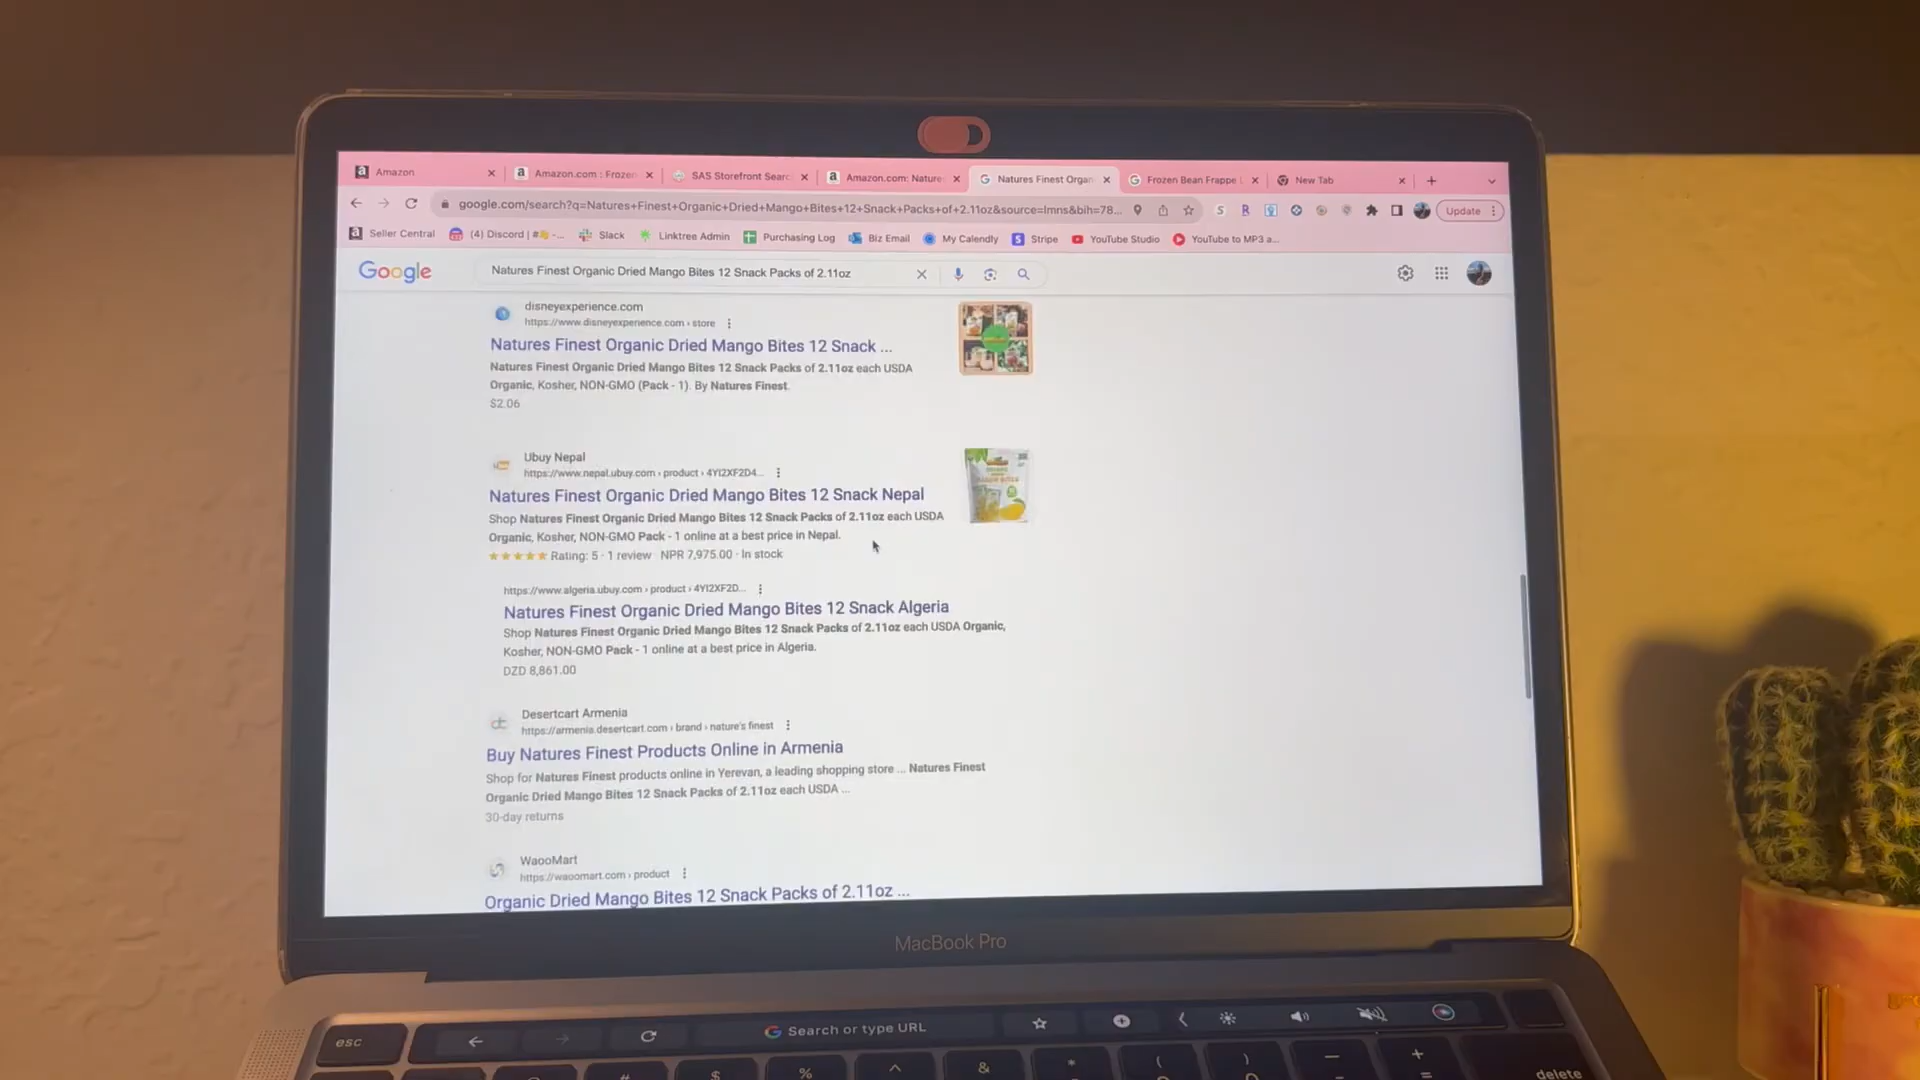 Amazon
Amazon.com : Frozen
SAS Storefront Searc
Amazon.com: Nature
Natures Finest Organ
Frozen Bean Frappe
New Tab
google.com/search?q=Natures+Finest+Organic+Dried+Mango+Bites+12+Snack+Packs+of+2.11oz&source=lmns&bih=78...
Update
Seller Central
(4) Discord |
Slack
Linktree Admin
Purchasing Log
Biz Email
My Calendly
Stripe
YouTube Studio
YouTube to MP3 a...
Google
Natures Finest Organic Dried Mango Bites 12 Snack Packs of 2.11oz
disneyexperience.com
https://www.disneyexperience.com › store
Natures Finest Organic Dried Mango Bites 12 Snack ...
Natures Finest Organic Dried Mango Bites 12 Snack Packs of 2.11oz each USDA
Organic, Kosher, NON-GMO (Pack - 1). By Natures Finest.
$2.06
Ubuy Nepal
https://www.nepal.ubuy.com › product › 4YI2XF2D4...
Natures Finest Organic Dried Mango Bites 12 Snack Nepal
Shop Natures Finest Organic Dried Mango Bites 12 Snack Packs of 2.11oz each USDA
Organic, Kosher, NON-GMO Pack - 1 online at a best price in Nepal.
Rating: 5 · 1 review · NPR 7,975.00 · In stock
https://www.algeria.ubuy.com › product › 4YI2XF2D...
Natures Finest Organic Dried Mango Bites 12 Snack Algeria
Shop Natures Finest Organic Dried Mango Bites 12 Snack Packs of 2.11oz each USDA Organic,
Kosher, NON-GMO Pack - 1 online at a best price in Algeria.
DZD 8,861.00
Desertcart Armenia
https://armenia.desertcart.com › brand › nature's finest
Buy Natures Finest Products Online in Armenia
Shop for Natures Finest products online in Yerevan, a leading shopping store ... Natures Finest
Organic Dried Mango Bites 12 Snack Packs of 2.11oz each USDA ...
30-day returns
WaooMart
https://waoomart.com › product
Organic Dried Mango Bites 12 Snack Packs of 2.11oz ...
MacBook Pro
esc
Search or type URL
$ % ^ & * ( ) — +
=
delete